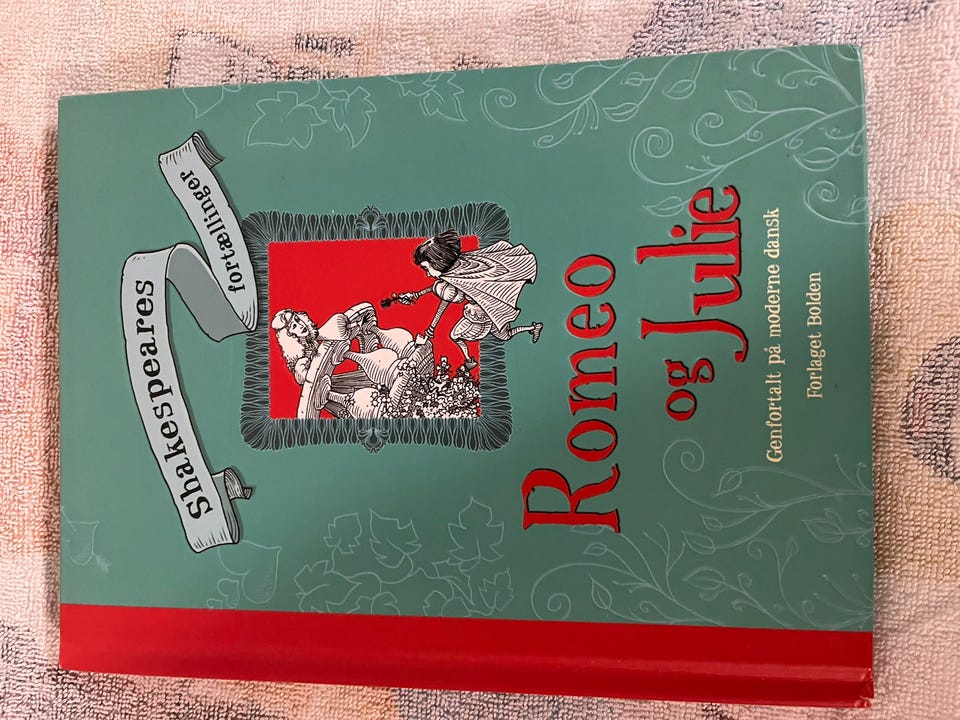 Shakespeares
fortællinger
Romeo
og Julie
Genfortalt på moderne dansk
Forlaget Bolden